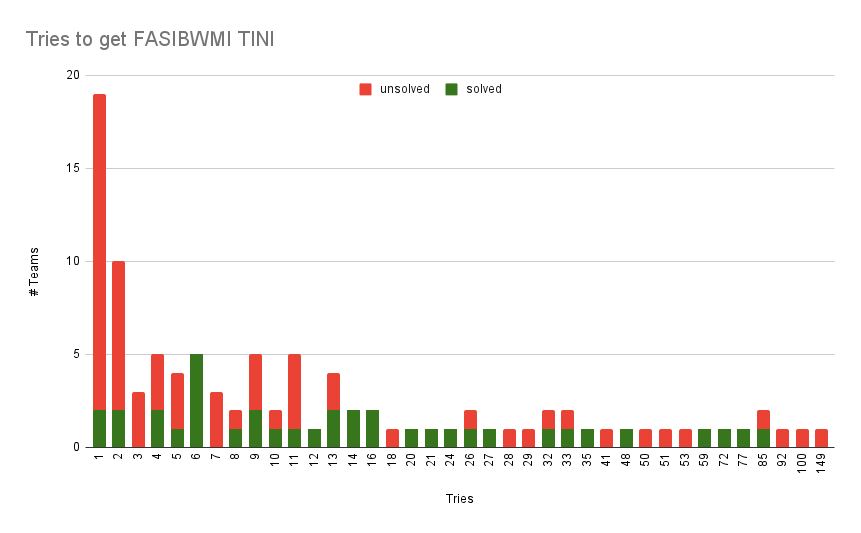 Tries to get FASIBWMI TINI
unsolved solved
20
15
10
5
0
# Teams
1 2 3 4 5 6 7 8 9 10 11 12 13 14 16 18 20 21 24 26 27 28 29 32 33 35 41 48 50 51 53 59 72 77 85 92 100 149
Tries